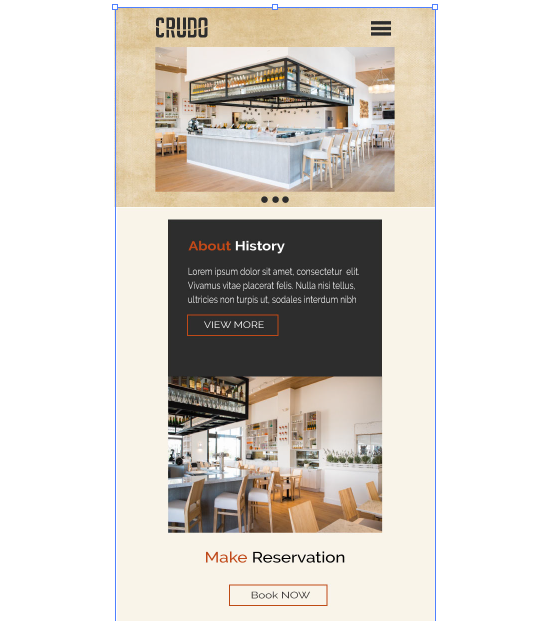 CRUDO
About History
Lorem ipsum dolor sit amet, consectetur elit.
Vivamus vitae placerat felis. Nulla nisi tellus,
ultricies non turpis ut, sodales interdum nibh
VIEW MORE
Make Reservation
Book NOW